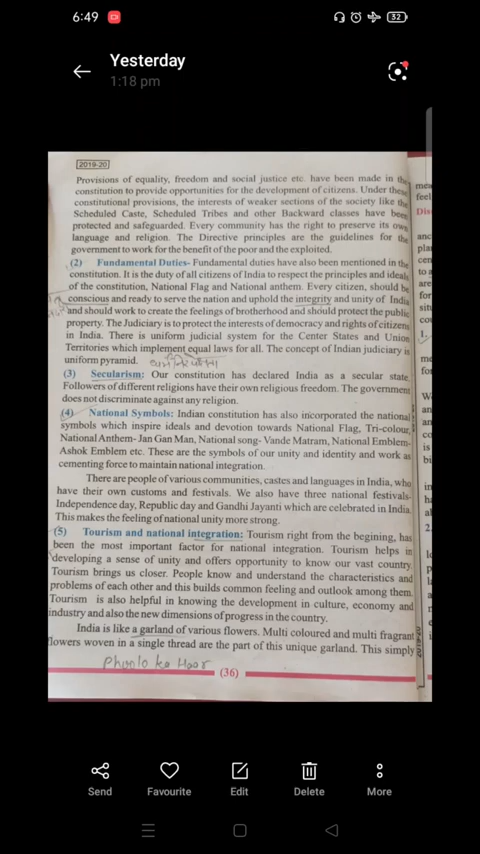 6:49
32
Yesterday
1:18 pm
2019-20
Provisions of equality, freedom and social justice etc. have been made in the
constitution to provide opportunities for the development of citizens. Under these
constitutional provisions, the interests of weaker sections of the society like the
Scheduled Caste, Scheduled Tribes and other Backward classes have been
protected and safeguarded. Every community has the right to preserve its own
language and religion. The Directive principles are the guidelines for the
government to work for the benefit of the poor and the exploited.
(2) Fundamental Duties- Fundamental duties have also been mentioned in the
constitution. It is the duty of all citizens of India to respect the principles and ideals
of the constitution, National Flag and National anthem. Every citizen, should be
conscious and ready to serve the nation and uphold the integrity and unity of India
and should work to create the feelings of brotherhood and should protect the public
property. The Judiciary is to protect the interests of democracy and rights of citizens
in India. There is uniform judicial system for the Center States and Union
Territories which implement equal laws for all. The concept of Indian judiciary is
uniform pyramid.
(3) Secularism: Our constitution has declared India as a secular state.
Followers of different religions have their own religious freedom. The government
does not discriminate against any religion.
(4) National Symbols: Indian constitution has also incorporated the national
symbols which inspire ideals and devotion towards National Flag, Tri-colour,
National Anthem- Jan Gan Man, National song- Vande Matram, National Emblem-
Ashok Emblem etc. These are the symbols of our unity and identity and work as
cementing force to maintain national integration.
There are people of various communities, castes and languages in India, who
have their own customs and festivals. We also have three national festivals-
Independence day, Republic day and Gandhi Jayanti which are celebrated in India.
This makes the feeling of national unity more strong.
(5) Tourism and national integration: Tourism right from the begining, has
been the most important factor for national integration. Tourism helps in
developing a sense of unity and offers opportunity to know our vast country.
Tourism brings us closer. People know and understand the characteristics and
problems of each other and this builds common feeling and outlook among them.
Tourism is also helpful in knowing the development in culture, economy and
industry and also the new dimensions of progress in the country.
India is like a garland of various flowers. Multi coloured and multi fragrant
flowers woven in a single thread are the part of this unique garland. This simply
Phoolo ka Haar
(36)
Send
Favourite
Edit
Delete
More